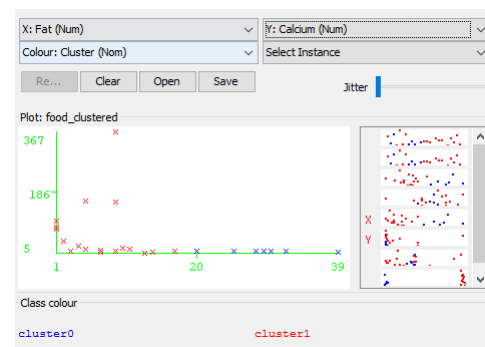 X: Fat (Num)
Y: Calcium (Num)
Colour: Cluster (Nom)
Select Instance
Re...
Clear
Open
Save
Jitter
Plot: food_clustered
367
186
5
1
20
39
X
Y
Class colour
cluster0
cluster1